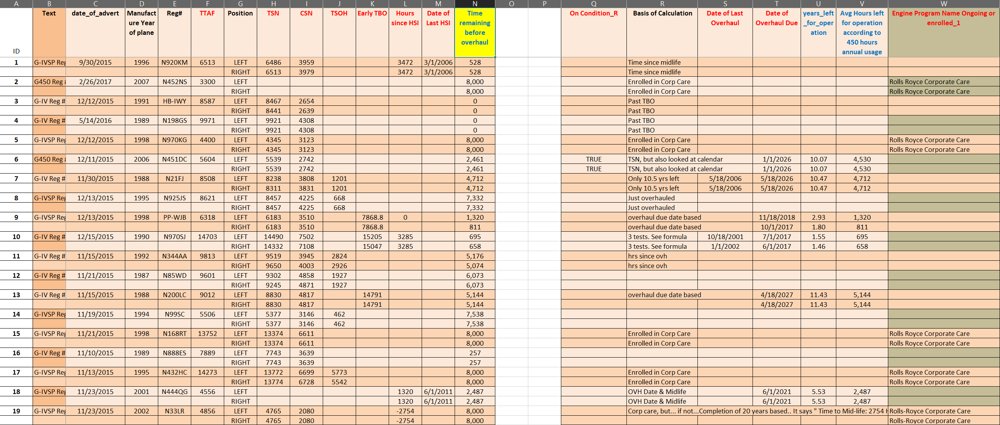 A B C D E F G H I J K L M N O P Q R S T U V W
ID Text date_of_advert Manufact ure Year of plane Reg# TTAF Position TSN CSN TSOH Early TBO Hours since HSI Date of Last HSI Time remaining before overhaul On Condition_R Basis of Calculation Date of Last Overhaul Date of Overhaul Due years_left _for_oper ation Avg Hours left for operation according to 450 hours annual usage Engine Program Name Ongoing or enrolled_1
1 G-IVSP Reg 9/30/2015 1996 N920KM 6513 LEFT 6486 3959 3472 3/1/2006 528 Time since midlife
RIGHT 6513 3979 3472 3/1/2006 528 Time since midlife
2 G450 Reg # 2/26/2017 2007 N452NS 3300 LEFT 8,000 Enrolled in Corp Care Rolls Royce Corporate Care
RIGHT 8,000 Enrolled in Corp Care Rolls Royce Corporate Care
3 G-IV Reg # 12/12/2015 1991 HB-IWY 8587 LEFT 8467 2654 0 Past TBO
RIGHT 8441 2639 0 Past TBO
4 G-IV Reg # 5/14/2016 1989 N198GS 9971 LEFT 9921 4308 0 Past TBO
RIGHT 9921 4308 0 Past TBO
5 G-IVSP Reg 12/12/2015 1998 N970KG 4400 LEFT 4345 3123 8,000 Enrolled in Corp Care Rolls Royce Corporate Care
RIGHT 4345 3123 8,000 Enrolled in Corp Care Rolls Royce Corporate Care
6 G450 Reg # 12/11/2015 2006 N451DC 5604 LEFT 5539 2742 2,461 TRUE TSN, but also looked at calendar 1/1/2026 10.07 4,530
RIGHT 5539 2742 2,461 TRUE TSN, but also looked at calendar 1/1/2026 10.07 4,530
7 G-IV Reg # 11/30/2015 1988 N21FJ 8508 LEFT 8238 3808 1201 4,712 Only 10.5 yrs left 5/18/2006 5/18/2026 10.47 4,712
RIGHT 8311 3831 1201 4,712 Only 10.5 yrs left 5/18/2006 5/18/2026 10.47 4,712
8 G-IVSP Reg 12/13/2015 1995 N925JS 8621 LEFT 8457 4225 668 7,332 Just overhauled
RIGHT 8457 4225 668 7,332 Just overhauled
9 G-IVSP Reg 12/13/2015 1998 PP-WJB 6318 LEFT 6183 3510 7868.8 0 1,320 overhaul due date based 11/18/2018 2.93 1,320
RIGHT 6183 3510 7868.8 811 overhaul due date based 10/1/2017 1.80 811
10 G-IV Reg # 12/15/2015 1990 N970SJ 14703 LEFT 14490 7502 15205 3285 695 3 tests. See formula 10/18/2001 7/1/2017 1.55 695
RIGHT 14332 7108 15047 3285 658 3 tests. See formula 1/1/2002 6/1/2017 1.46 658
11 G-IV Reg # 11/15/2015 1992 N344AA 9813 LEFT 9519 3945 2824 5,176 hrs since ovh
RIGHT 9650 4003 2926 5,074 hrs since ovh
12 G-IV Reg # 11/21/2015 1987 N85WD 9601 LEFT 9302 4858 1927 6,073
RIGHT 9245 4871 1927 6,073
13 G-IV Reg # 11/15/2015 1988 N200LC 9012 LEFT 8830 4817 14791 5,144 overhaul due date based 4/18/2027 11.43 5,144
RIGHT 8830 4817 14791 5,144 4/18/2027 11.43 5,144
14 G-IVSP Reg 11/19/2015 1994 N99SC 5506 LEFT 5377 3146 462 7,538
RIGHT 5377 3146 462 7,538
15 G-IVSP Reg 11/21/2015 1998 N168RT 13752 LEFT 13374 6611 8,000 Enrolled in Corp Care Rolls Royce Corporate Care
RIGHT 13374 6611 8,000 Enrolled in Corp Care Rolls Royce Corporate Care
16 G-IV Reg # 11/10/2015 1989 N888ES 7889 LEFT 7743 3639 257
RIGHT 7743 3639 257
17 G-IVSP Reg 11/13/2015 1995 N432HC 14273 LEFT 13772 6699 5773 8,000 Enrolled in Corp Care Rolls Royce Corporate Care
RIGHT 13774 6728 5542 8,000 Enrolled in Corp Care Rolls Royce Corporate Care
18 G-IVSP Reg 11/23/2015 2001 N444QG 4556 LEFT 1320 6/1/2011 2,487 OVH Date & Midlife 6/1/2021 5.53 2,487
RIGHT 1320 6/1/2011 2,487 OVH Date & Midlife 6/1/2021 5.53 2,487
19 G-IVSP Reg 11/23/2015 2002 N33LR 4856 LEFT 4765 2080 -2754 8,000 Corp care, but... if not...Completion of 20 years based.. It says " Time to Mid-life: 2754 H Rolls-Royce Corporate Care
RIGHT 4765 2080 -2754 8,000 Rolls-Royce Corporate Care